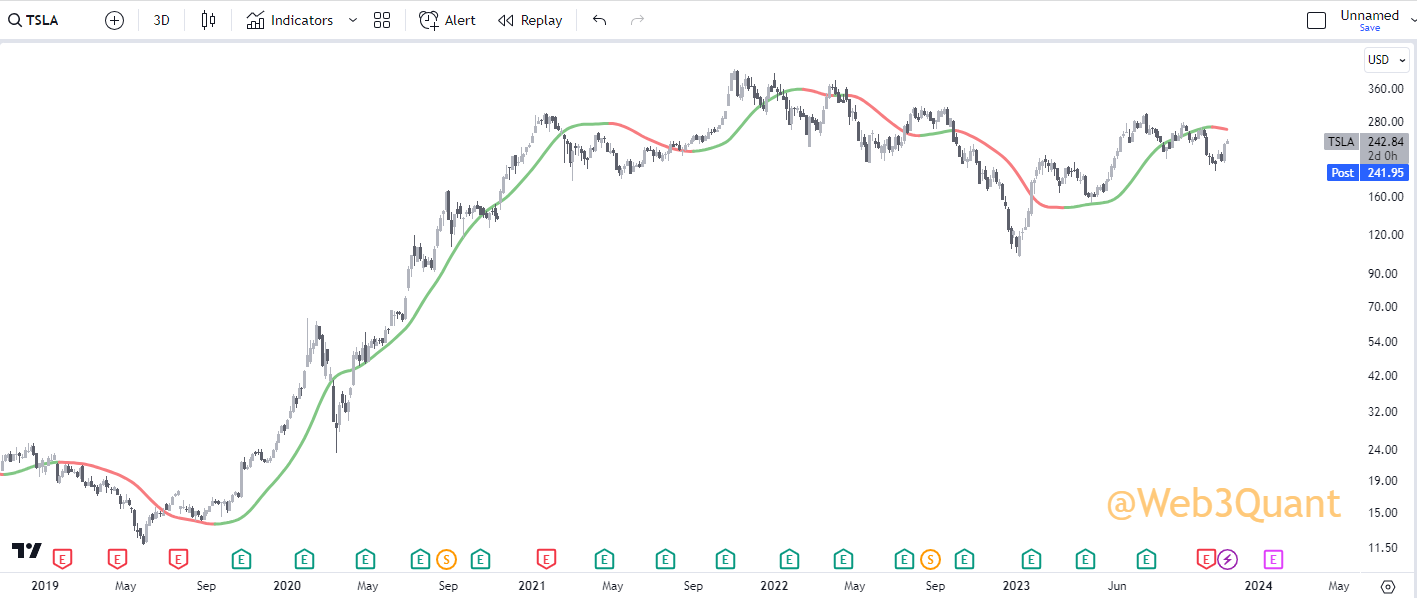 TSLA 3D Indicators Alert Replay Unnamed
Save
USD
360.00
280.00
TSLA 242.84
2d 0h
Post 241.95
160.00
120.00
90.00
70.00
54.00
42.00
32.00
24.00
19.00
@Web3Quant
15.00
11.50
E E E E E E E S E E E E E E E E S E E E E E E
2019 May Sep 2020 May Sep 2021 May Sep 2022 May Sep 2023 Jun 2024 May